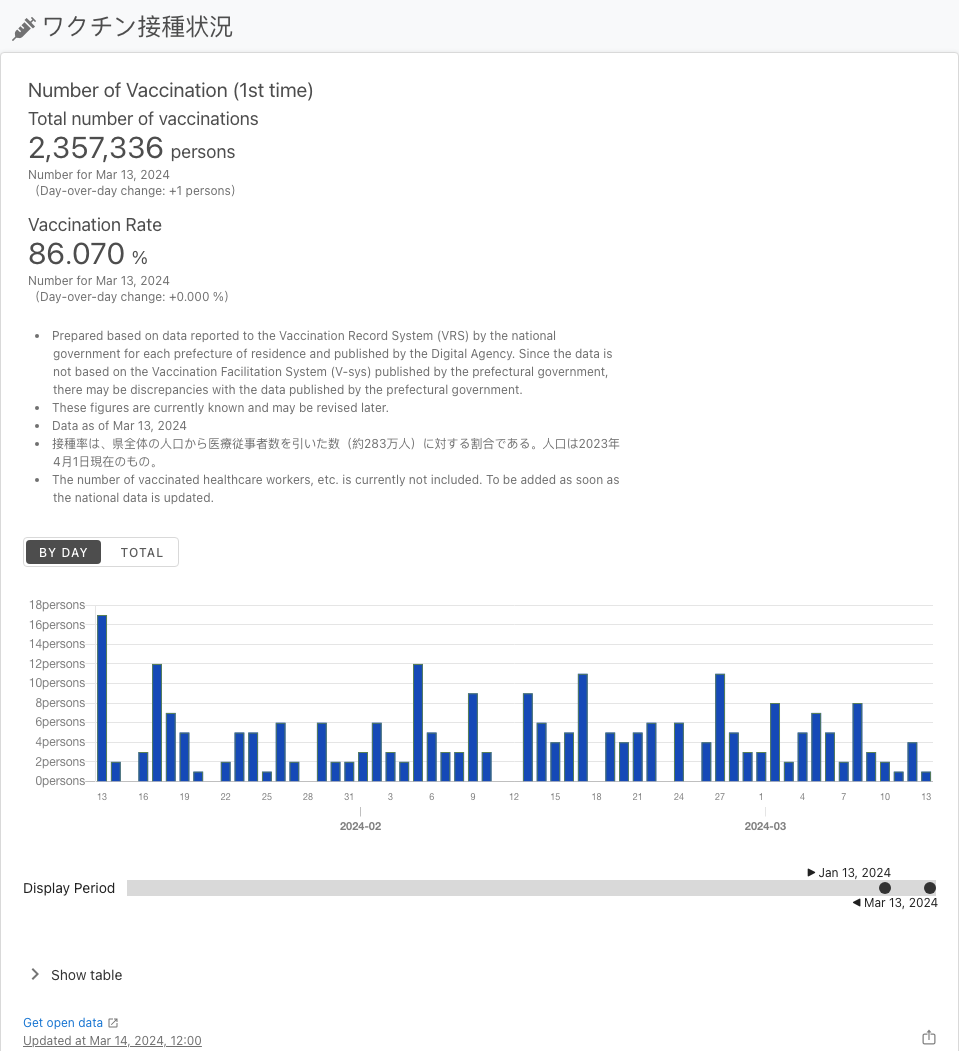 ワクチン接種状況
Number of Vaccination (1st time)
Total number of vaccinations
2,357,336 persons
Number for Mar 13, 2024
(Day-over-day change: +1 persons)
Vaccination Rate
86.070 %
Number for Mar 13, 2024
(Day-over-day change: +0.000 %)
• Prepared based on data reported to the Vaccination Record System (VRS) by the national
government for each prefecture of residence and published by the Digital Agency. Since the data is
not based on the Vaccination Facilitation System (V-sys) published by the prefectural government,
there may be discrepancies with the data published by the prefectural government.
• These figures are currently known and may be revised later.
• Data as of Mar 13, 2024
• 接種率は、県全体の人口から医療従事者数を引いた数（約283万人）に対する割合である。人口は2023年
4月1日現在のもの。
• The number of vaccinated healthcare workers, etc. is currently not included. To be added as soon as
the national data is updated.
BY DAY TOTAL
18persons
16persons
14persons
12persons
10persons
8persons
6persons
4persons
2persons
0persons
13 16 19 22 25 28 31 3 6 9 12 15 18 21 24 27 1 4 7 10 13
2024-02 2024-03
Jan 13, 2024
Display Period
Mar 13, 2024
Show table
Get open data
Updated at Mar 14, 2024, 12:00